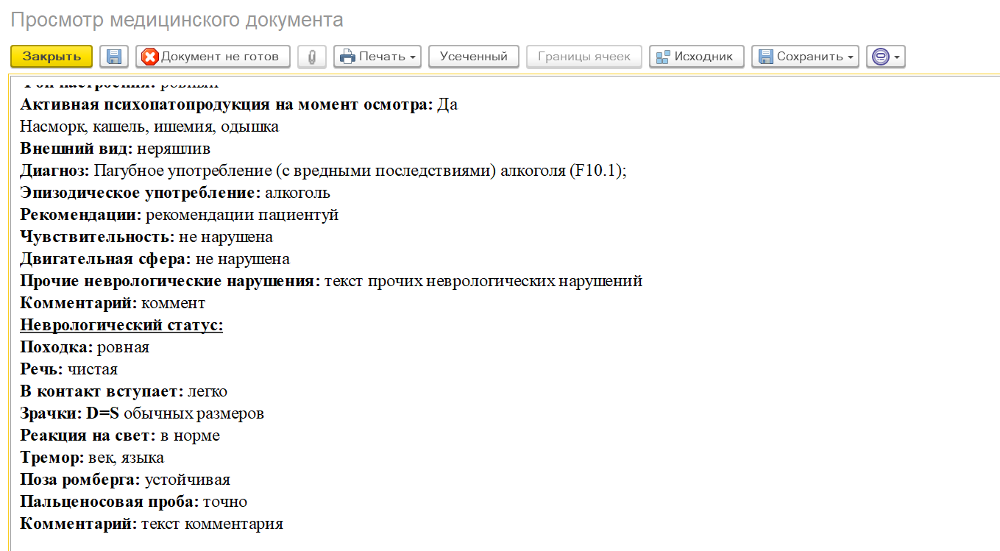 Просмотр медицинского документа
Закрыть Документ не готов Печать Усеченный Границы ячеек Исходник Сохранить
Фон настроения: ровный
Активная психопатопродукция на момент осмотра: Да
Насморк, кашель, ишемия, одышка
Внешний вид: неряшлив
Диагноз: Пагубное употребление (с вредными последствиями) алкоголя (F10.1);
Эпизодическое употребление: алкоголь
Рекомендации: рекомендации пациентуй
Чувствительность: не нарушена
Двигательная сфера: не нарушена
Прочие неврологические нарушения: текст прочих неврологических нарушений
Комментарий: коммент
Неврологический статус:
Походка: ровная
Речь: чистая
В контакт вступает: легко
Зрачки: D=S обычных размеров
Реакция на свет: в норме
Тремор: век, языка
Поза ромберга: устойчивая
Пальценосовая проба: точно
Комментарий: текст комментария